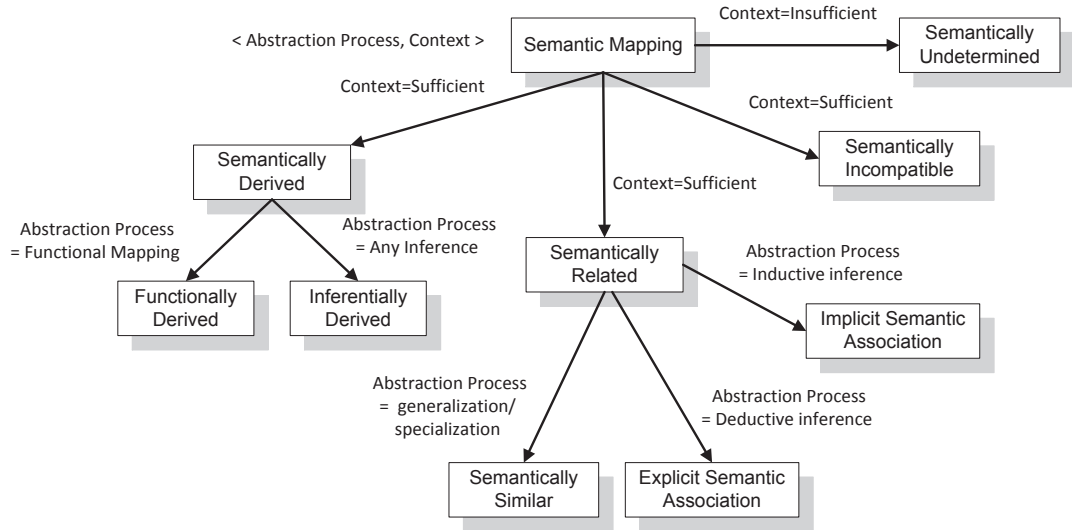 Context=Insufficient
< Abstraction Process, Context >
Semantic Mapping
Semantically
Undetermined
Context=Sufficient
Context=Sufficient
Semantically
Derived
Semantically
Incompatible
Context=Sufficient
Abstraction Process
= Functional Mapping
Abstraction Process
= Any Inference
Semantically
Related
Abstraction Process
= Inductive inference
Functionally
Derived
Inferentially
Derived
Implicit Semantic
Association
Abstraction Process
= generalization/
specialization
Abstraction Process
= Deductive inference
Semantically
Similar
Explicit Semantic
Association